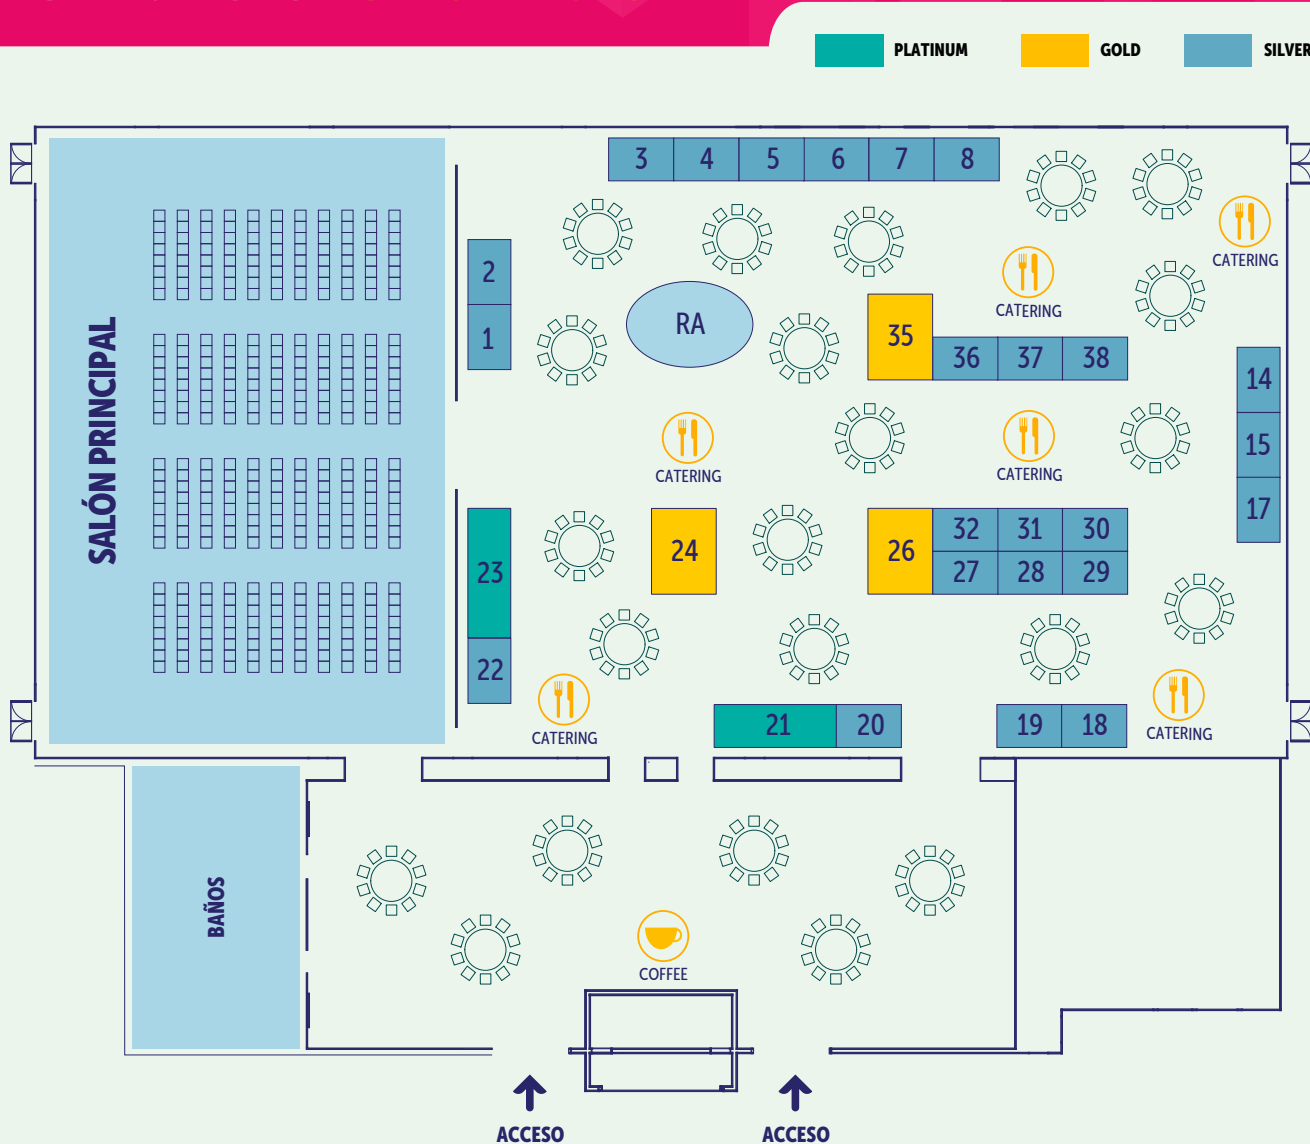 PLATINUM
GOLD
SILVER
3 4 5 6 7 8
CATERING
2
CATERING
1
RA
35
36 37 38
14
SALÓN PRINCIPAL
15
CATERING
CATERING
17
23
24
26
32 31 30
27 28 29
22
CATERING
21 20
19 18
CATERING
BAÑOS
COFFEE
ACCESO
ACCESO